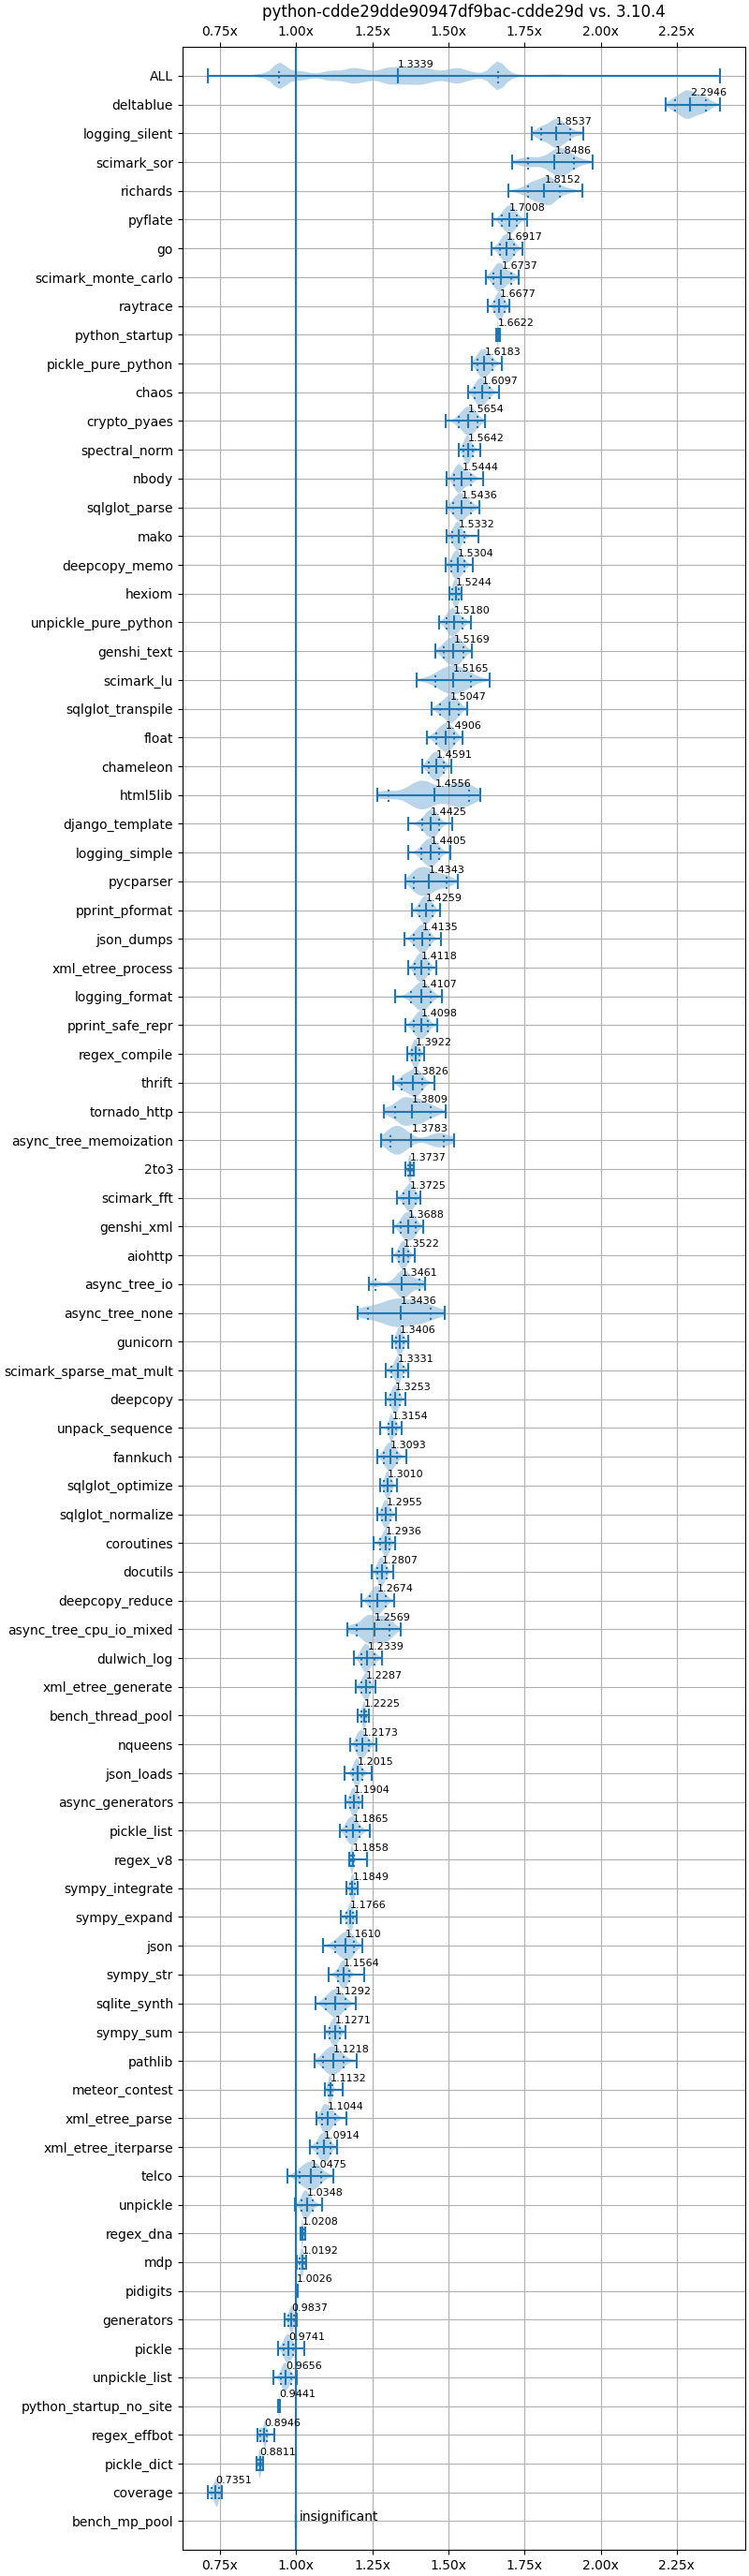 python-cdde29dde90947df9bac-cdde29d vs. 3.10.4
0.75x 1.00x 1.25x 1.50x 1.75x 2.00x 2.25x
ALL 1.3339
deltablue 2.2946
logging_silent 1.8537
scimark_sor 1.8486
richards 1.8152
pyflate 1.7008
go 1.6917
scimark_monte_carlo 1.6737
raytrace 1.6677
python_startup 1.6622
pickle_pure_python 1.6183
chaos 1.6097
crypto_pyaes 1.5654
spectral_norm 1.5642
nbody 1.5444
sqlglot_parse 1.5436
mako 1.5332
deepcopy_memo 1.5304
hexiom 1.5244
unpickle_pure_python 1.5180
genshi_text 1.5169
scimark_lu 1.5165
sqlglot_transpile 1.5047
float 1.4906
chameleon 1.4591
html5lib 1.4556
django_template 1.4425
logging_simple 1.4405
pycparser 1.4343
pprint_pformat 1.4259
json_dumps 1.4135
xml_etree_process 1.4118
logging_format 1.4107
pprint_safe_repr 1.4098
regex_compile 1.3922
thrift 1.3826
tornado_http 1.3809
async_tree_memoization 1.3783
2to3 1.3737
scimark_fft 1.3725
genshi_xml 1.3688
aiohttp 1.3522
async_tree_io 1.3461
async_tree_none 1.3436
gunicorn 1.3406
scimark_sparse_mat_mult 1.3331
deepcopy 1.3253
unpack_sequence 1.3154
fannkuch 1.3093
sqlglot_optimize 1.3010
sqlglot_normalize 1.2955
coroutines 1.2936
docutils 1.2807
deepcopy_reduce 1.2674
async_tree_cpu_io_mixed 1.2569
dulwich_log 1.2339
xml_etree_generate 1.2287
bench_thread_pool 1.2225
nqueens 1.2173
json_loads 1.2015
async_generators 1.1904
pickle_list 1.1865
regex_v8 1.1858
sympy_integrate 1.1849
sympy_expand 1.1766
json 1.1610
sympy_str 1.1564
sqlite_synth 1.1292
sympy_sum 1.1271
pathlib 1.1218
meteor_contest 1.1132
xml_etree_parse 1.1044
xml_etree_iterparse 1.0914
telco 1.0475
unpickle 1.0348
regex_dna 1.0208
mdp 1.0192
pidigits 1.0026
generators 0.9837
pickle 0.9741
unpickle_list 0.9656
python_startup_no_site 0.9441
regex_effbot 0.8946
pickle_dict 0.8811
coverage 0.7351
bench_mp_pool insignificant
0.75x 1.00x 1.25x 1.50x 1.75x 2.00x 2.25x